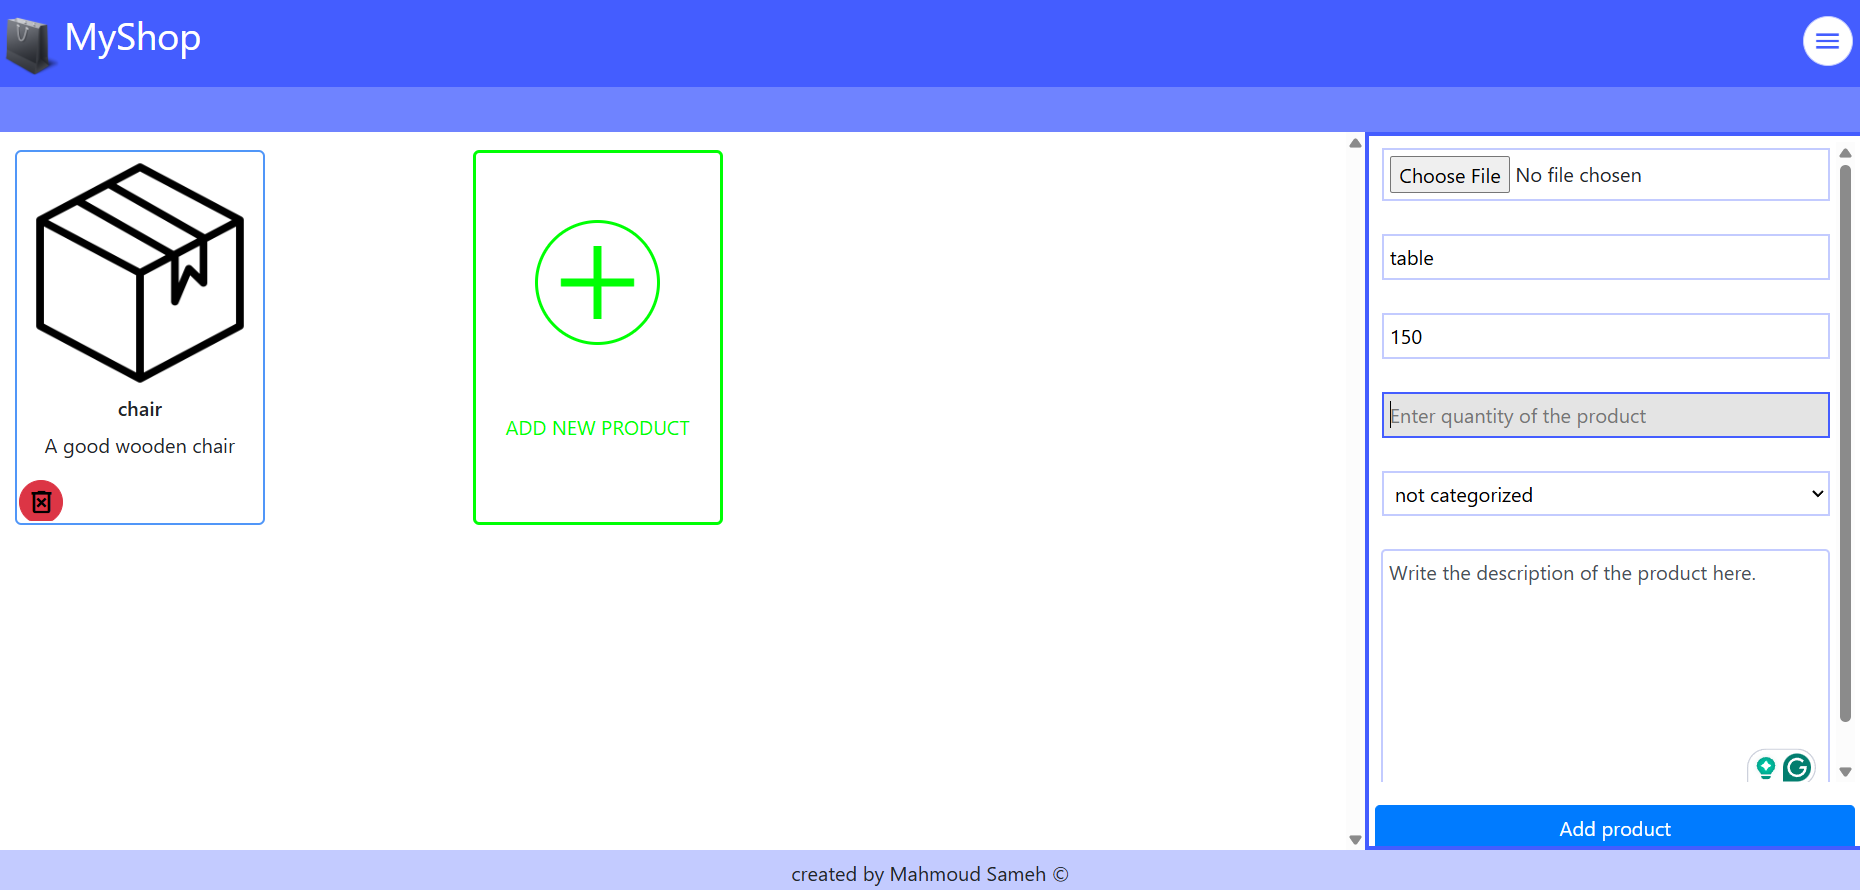 MyShop
chair
A good wooden chair
ADD NEW PRODUCT
Choose File No file chosen
table
150
Enter quantity of the product
not categorized
Write the description of the product here.
Add product
created by Mahmoud Sameh ©